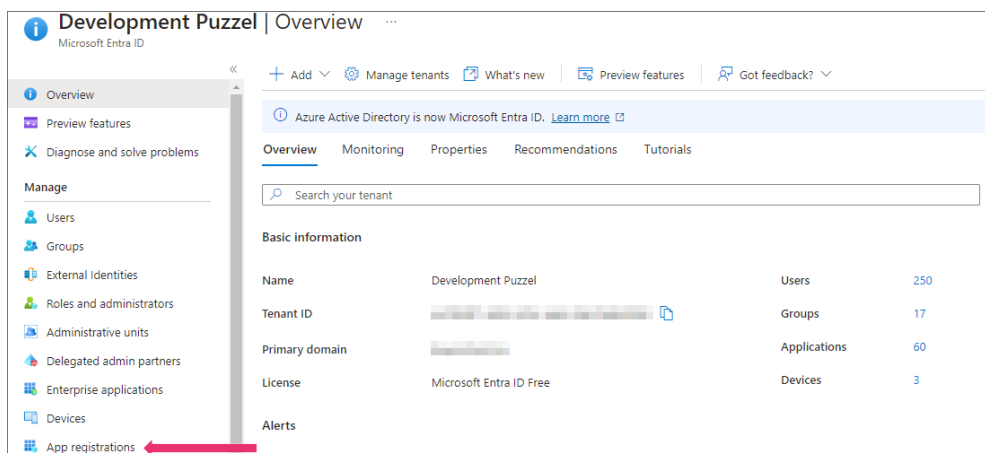 Development Puzzel | Overview ...
Microsoft Entra ID
«
Overview
Preview features
Diagnose and solve problems
Manage
Users
Groups
External Identities
Roles and administrators
Administrative units
Delegated admin partners
Enterprise applications
Devices
App registrations
Add Manage tenants What's new Preview features Got feedback?
Azure Active Directory is now Microsoft Entra ID. Learn more
Overview Monitoring Properties Recommendations Tutorials
Search your tenant
Basic information
Name Development Puzzel Users 250
Tenant ID Groups 17
Primary domain Applications 60
License Microsoft Entra ID Free Devices 3
Alerts